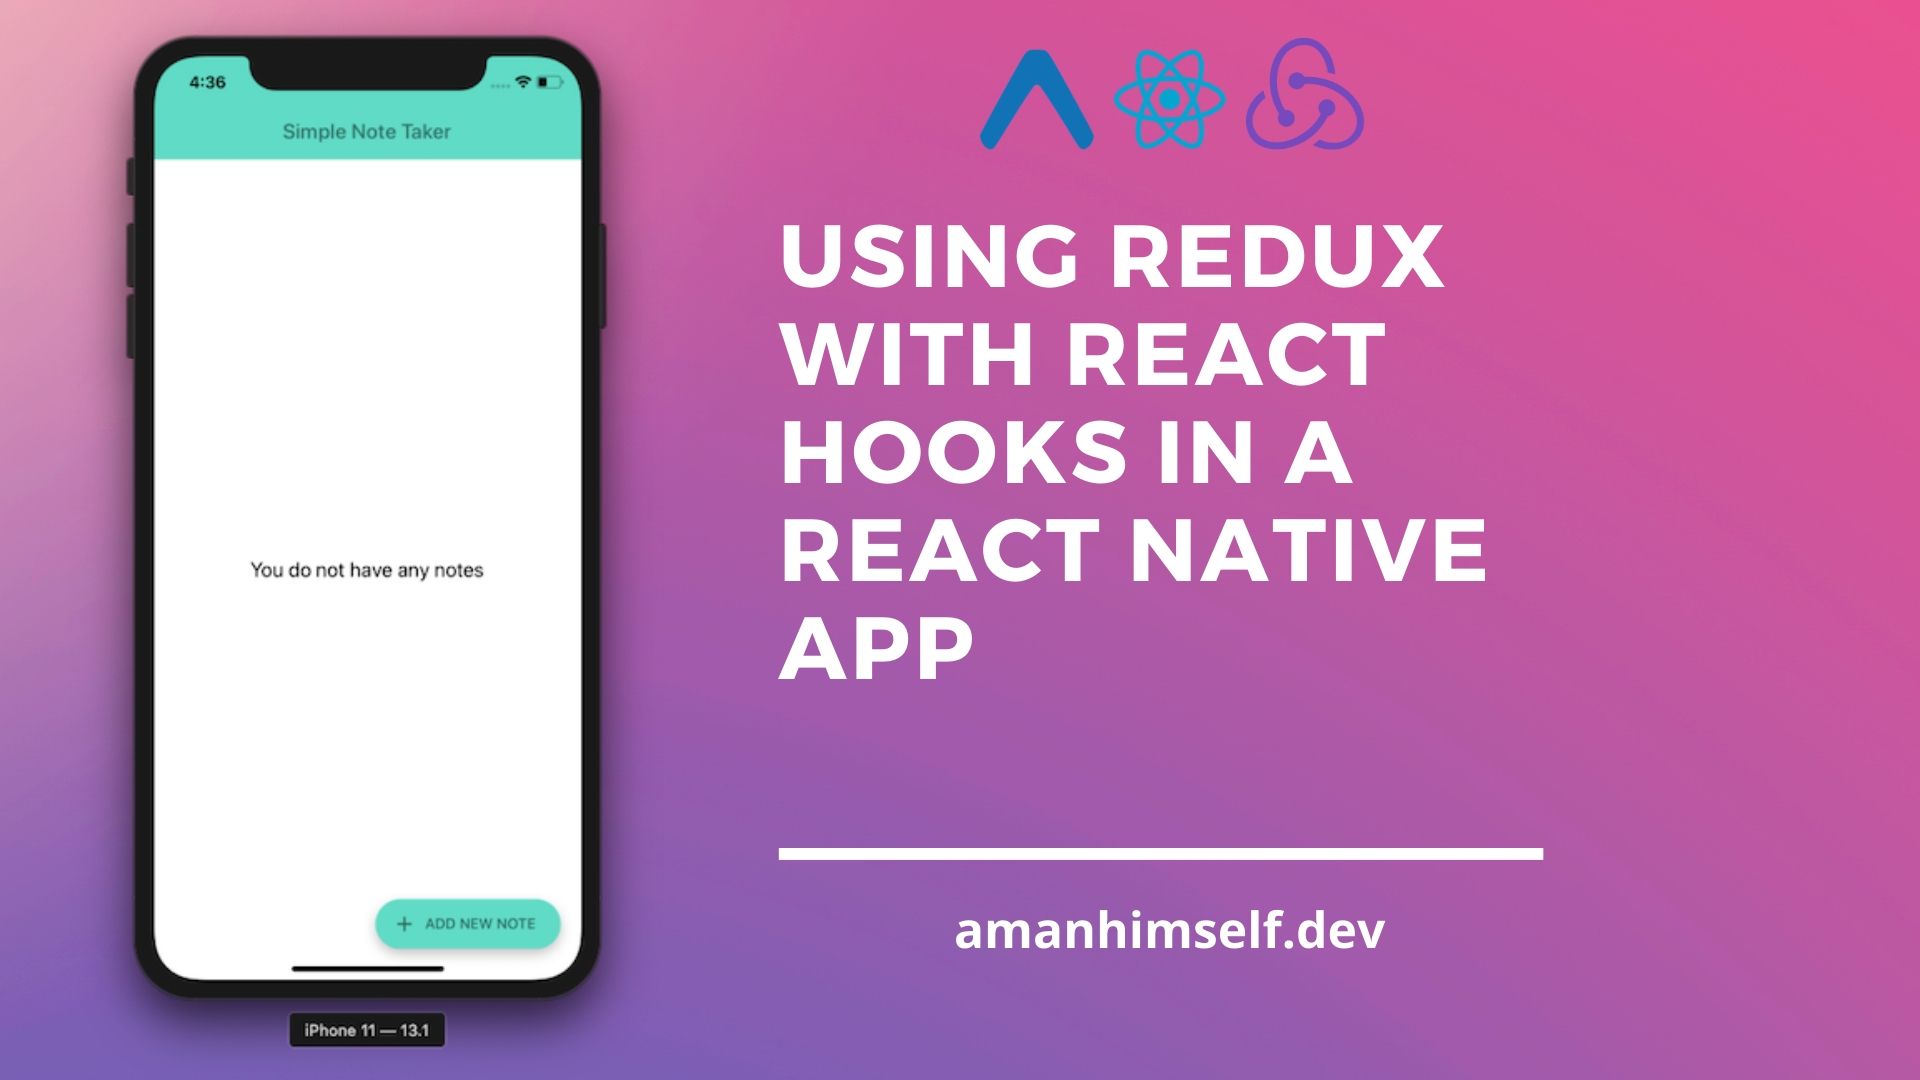 4:36
Simple Note Taker
You do not have any notes
+ ADD NEW NOTE
iPhone 11 — 13.1
USING REDUX
WITH REACT
HOOKS IN A
REACT NATIVE
APP
amanhimself.dev